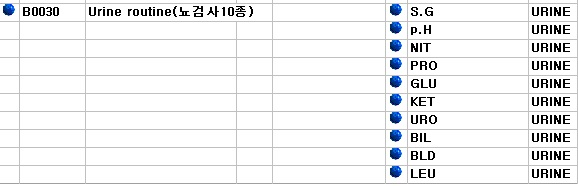 B0030 Urine routine(뇨검사10종) S.G URINE
p.H URINE
NIT URINE
PRO URINE
GLU URINE
KET URINE
URO URINE
BIL URINE
BLD URINE
LEU URINE